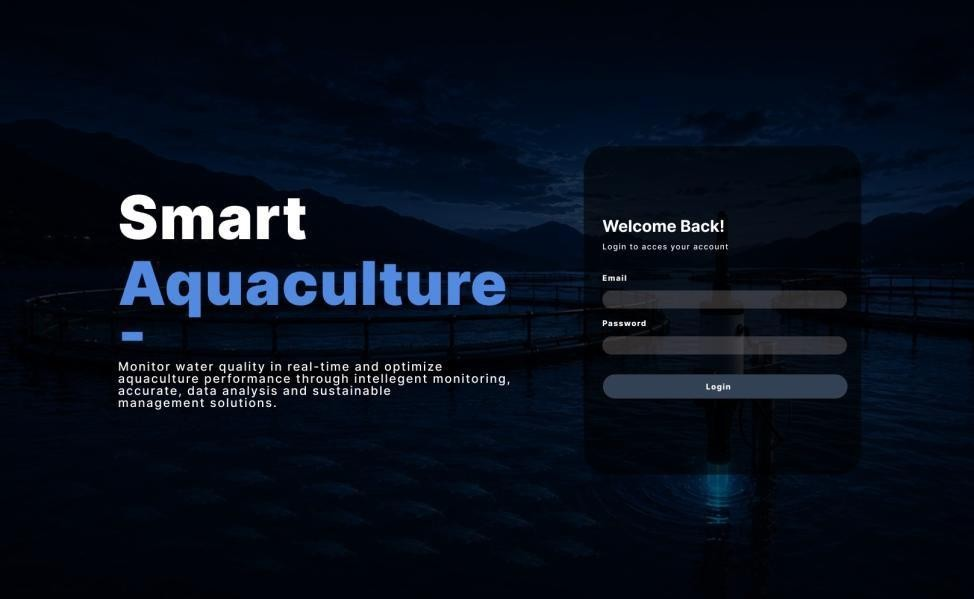 Smart
Aquaculture
Monitor water quality in real-time and optimize
aquaculture performance through intellegent monitoring,
accurate, data analysis and sustainable
management solutions.
Welcome Back!
Login to acces your account
Email
Password
Login